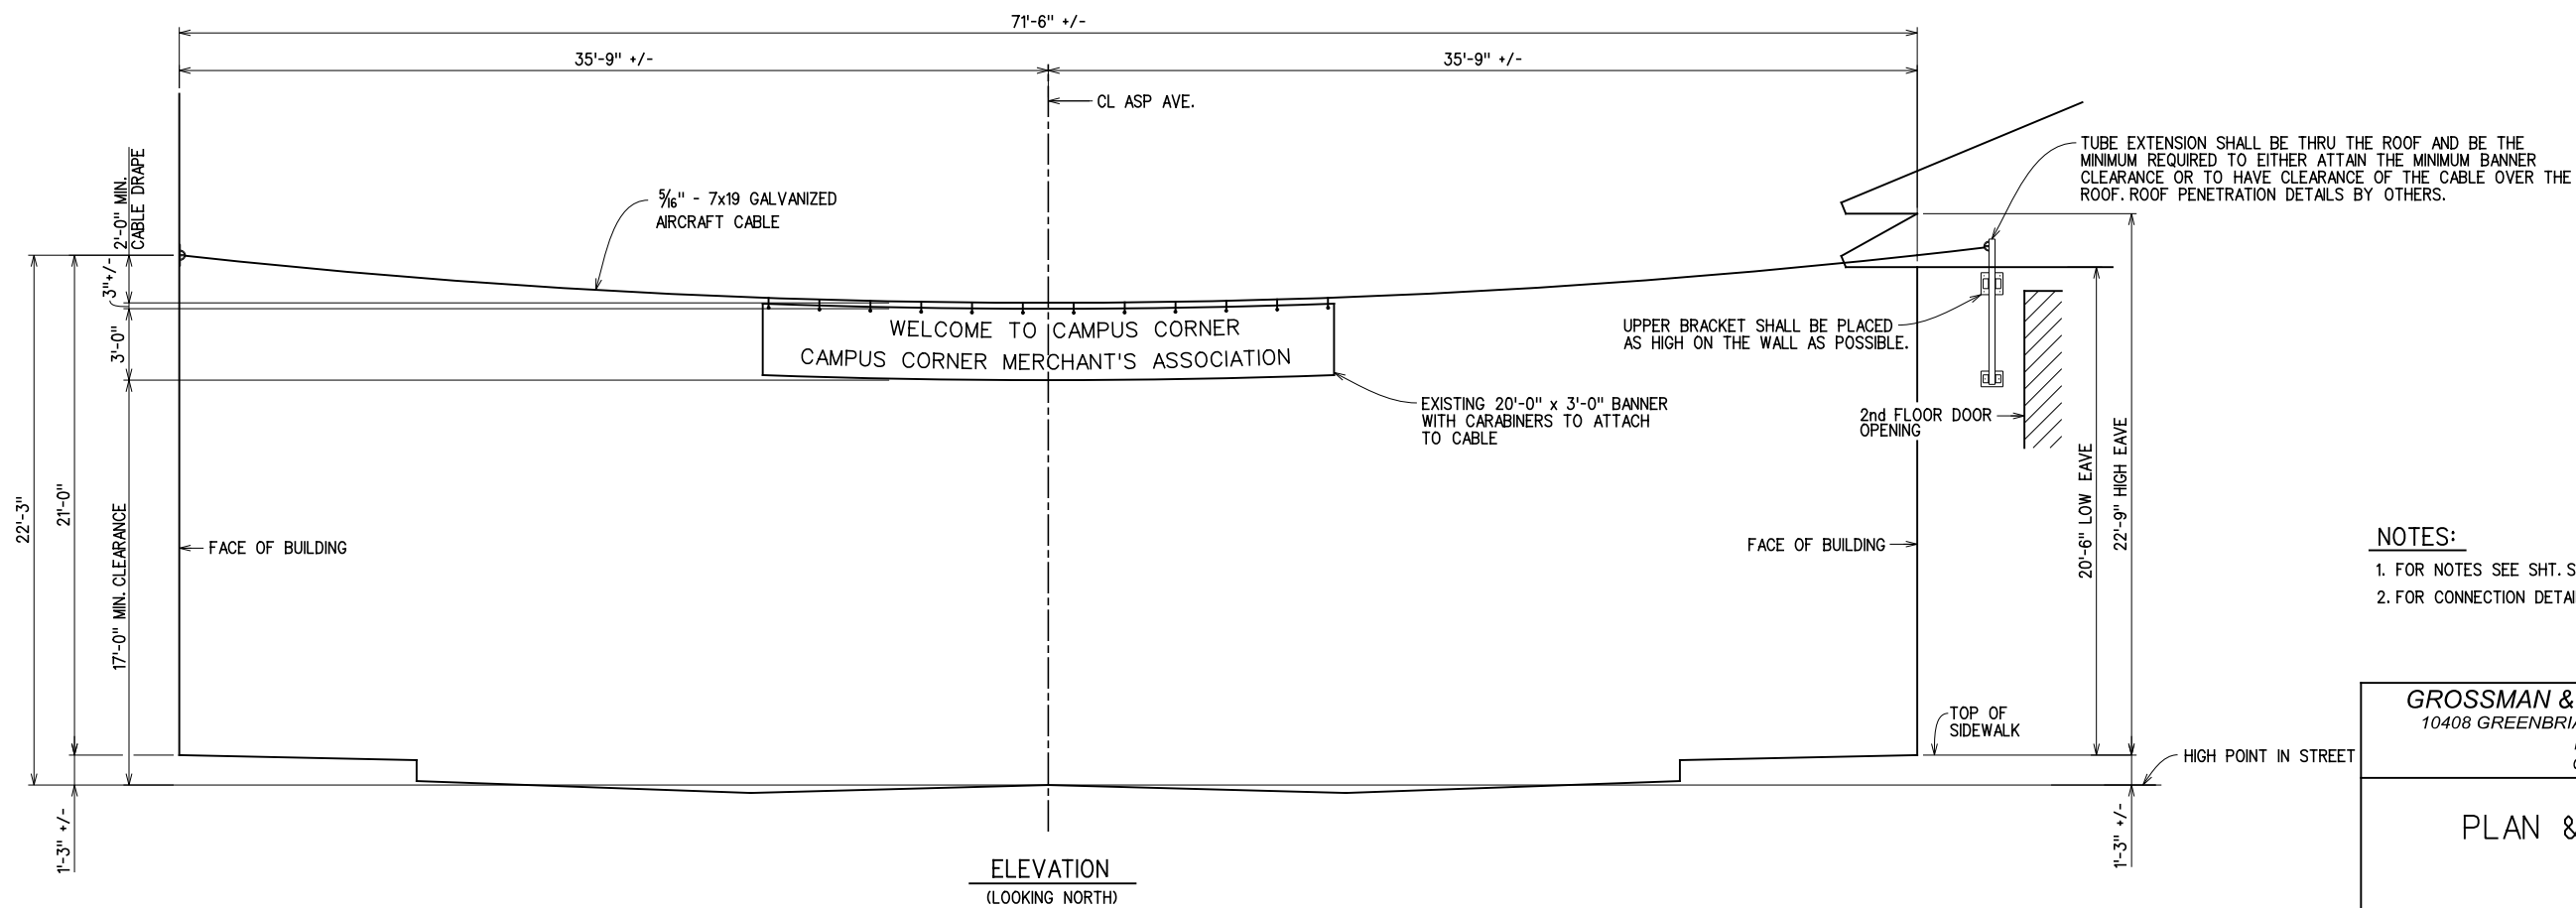 71'-6" +/-
35'-9" +/-
35'-9" +/-
CL ASP AVE.
2'-0" MIN.
CABLE DRAPE
5/16" - 7x19 GALVANIZED
AIRCRAFT CABLE
TUBE EXTENSION SHALL BE THRU THE ROOF AND BE THE
MINIMUM REQUIRED TO EITHER ATTAIN THE MINIMUM BANNER
CLEARANCE OR TO HAVE CLEARANCE OF THE CABLE OVER THE
ROOF. ROOF PENETRATION DETAILS BY OTHERS.
3"+/-
3'-0"
WELCOME TO CAMPUS CORNER
CAMPUS CORNER MERCHANT'S ASSOCIATION
UPPER BRACKET SHALL BE PLACED
AS HIGH ON THE WALL AS POSSIBLE.
EXISTING 20'-0" x 3'-0" BANNER
WITH CARABINERS TO ATTACH
TO CABLE
2nd FLOOR DOOR
OPENING
22'-3"
21'-0"
17'-0" MIN. CLEARANCE
20'-6" LOW EAVE
22'-9" HIGH EAVE
FACE OF BUILDING
FACE OF BUILDING
NOTES:
1. FOR NOTES SEE SHT. S
2. FOR CONNECTION DETAI
TOP OF
SIDEWALK
HIGH POINT IN STREET
GROSSMAN &
10408 GREENBRIA
1'-3" +/-
1'-3" +/-
PLAN &
ELEVATION
(LOOKING NORTH)